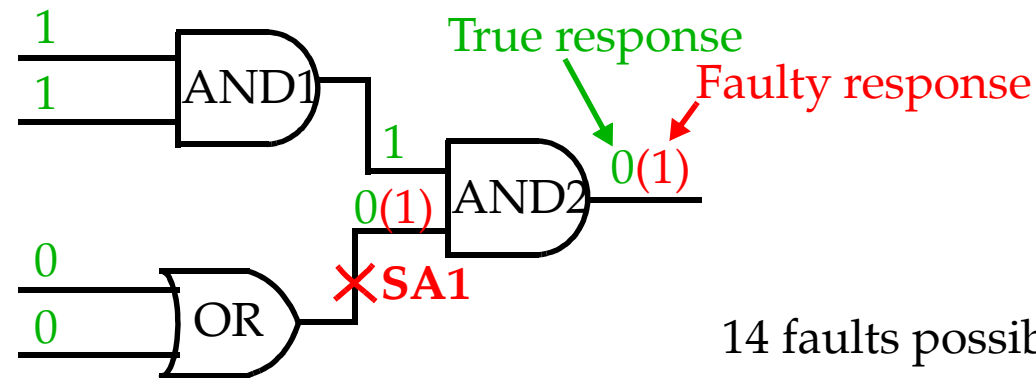 1
True response
AND1
Faulty response
1
1
0(1)
0(1)
AND2
0
SA1
0
OR
14 faults